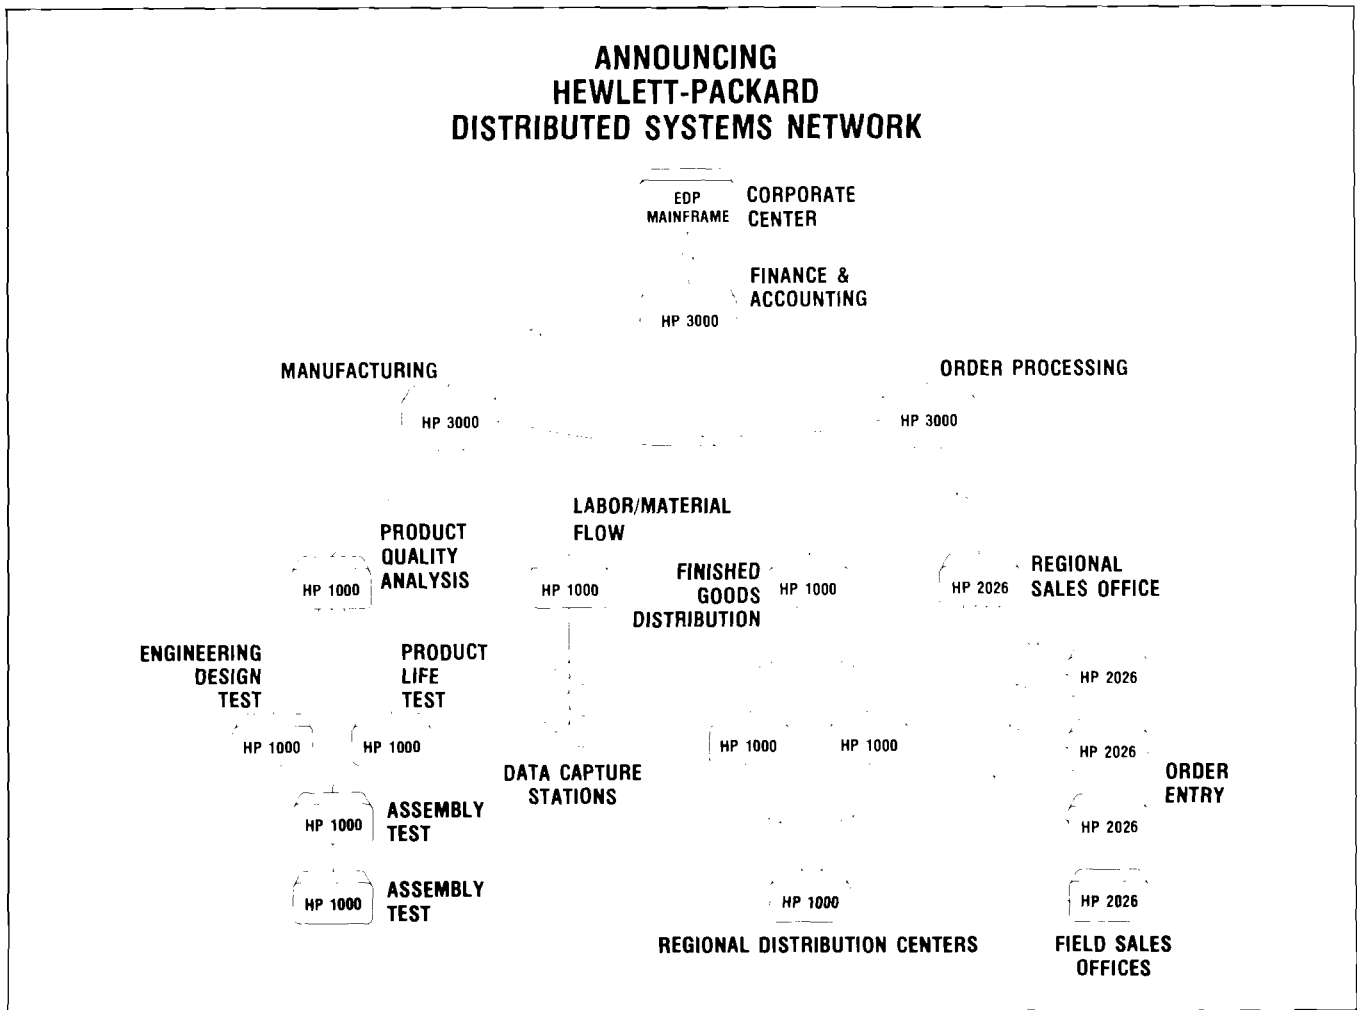 ANNOUNCING
HEWLETT-PACKARD
DISTRIBUTED SYSTEMS NETWORK
EDP
MAINFRAME
CORPORATE
CENTER
FINANCE &
ACCOUNTING
HP 3000
MANUFACTURING
HP 3000
ORDER PROCESSING
HP 3000
PRODUCT
QUALITY
ANALYSIS
HP 1000
LABOR/MATERIAL
FLOW
HP 1000
FINISHED
GOODS
DISTRIBUTION
HP 1000
HP 2026
REGIONAL
SALES OFFICE
ENGINEERING
DESIGN
TEST
HP 1000
PRODUCT
LIFE
TEST
HP 1000
DATA CAPTURE
STATIONS
HP 1000
HP 1000
HP 2026
HP 2026
ORDER
ENTRY
HP 1000
ASSEMBLY
TEST
HP 2026
HP 1000
ASSEMBLY
TEST
HP 1000
REGIONAL DISTRIBUTION CENTERS
HP 2026
FIELD SALES
OFFICES